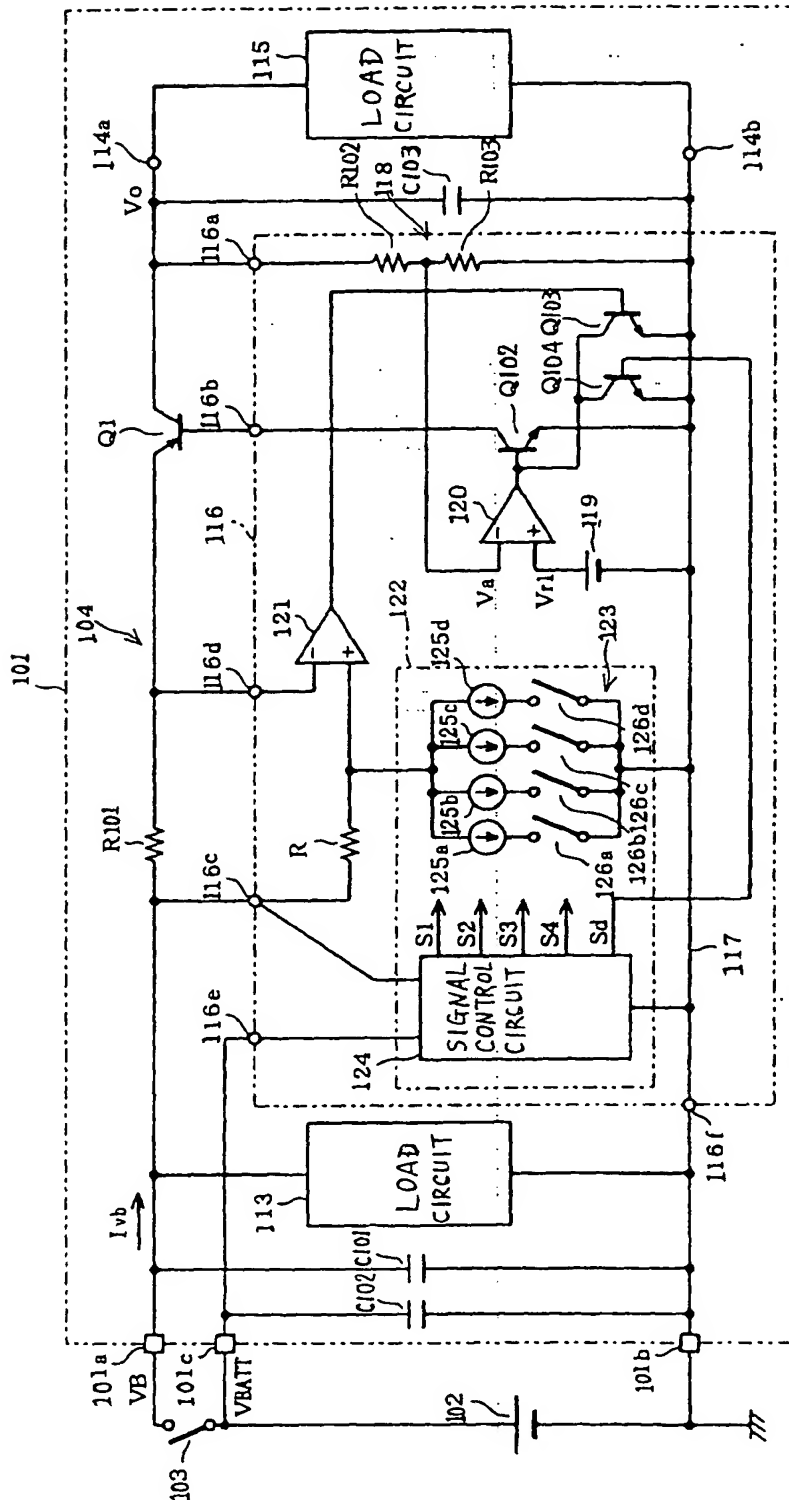 101
104
Q1
Vo
114a
115
LOAD
CIRCUIT
114b
116
116b
116a
R102
118
C103
R103
R101
116c
116d
121
-
+
R
Q102
Q103
Q104
120
-
+
Va
Vr1
119
122
123
125a
125b
125c
125d
126a
126b
126c
126d
116e
S1
S2
S3
S4
Sd
SIGNAL
CONTROL
CIRCUIT
124
117
116f
Ivb
113
LOAD
CIRCUIT
C101
C102
101a
VB
101c
VBATT
101b
102
103